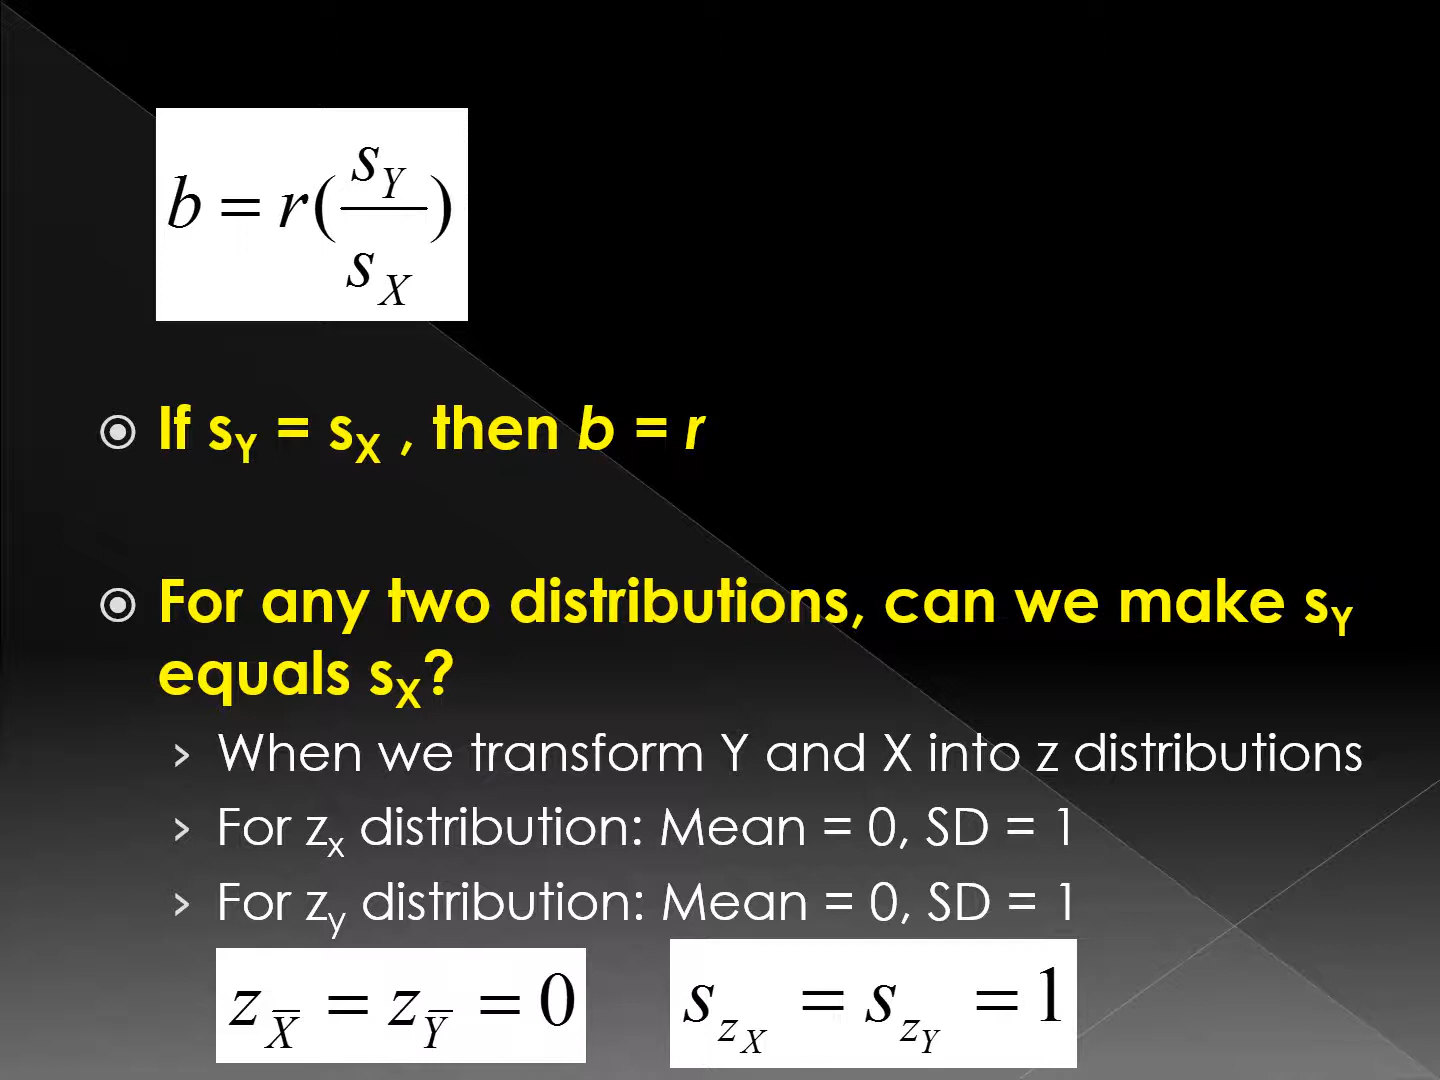 b = r(s_Y / s_X)
If s_Y = s_X , then b = r
For any two distributions, can we make s_Y
equals s_X?
› When we transform Y and X into z distributions
› For z_x distribution: Mean = 0, SD = 1
› For z_y distribution: Mean = 0, SD = 1
z_X̅ = z_Y̅ = 0
s_z_X = s_z_Y = 1